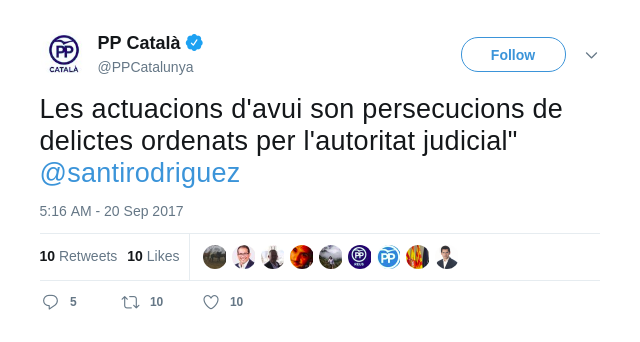 PP Català
@PPCatalunya
PP
CATALÀ
Follow
Les actuacions d'avui son persecucions de
delictes ordenats per l'autoritat judicial"
@santirodriguez
5:16 AM - 20 Sep 2017
10 Retweets 10 Likes
PP
PP
5 10 10